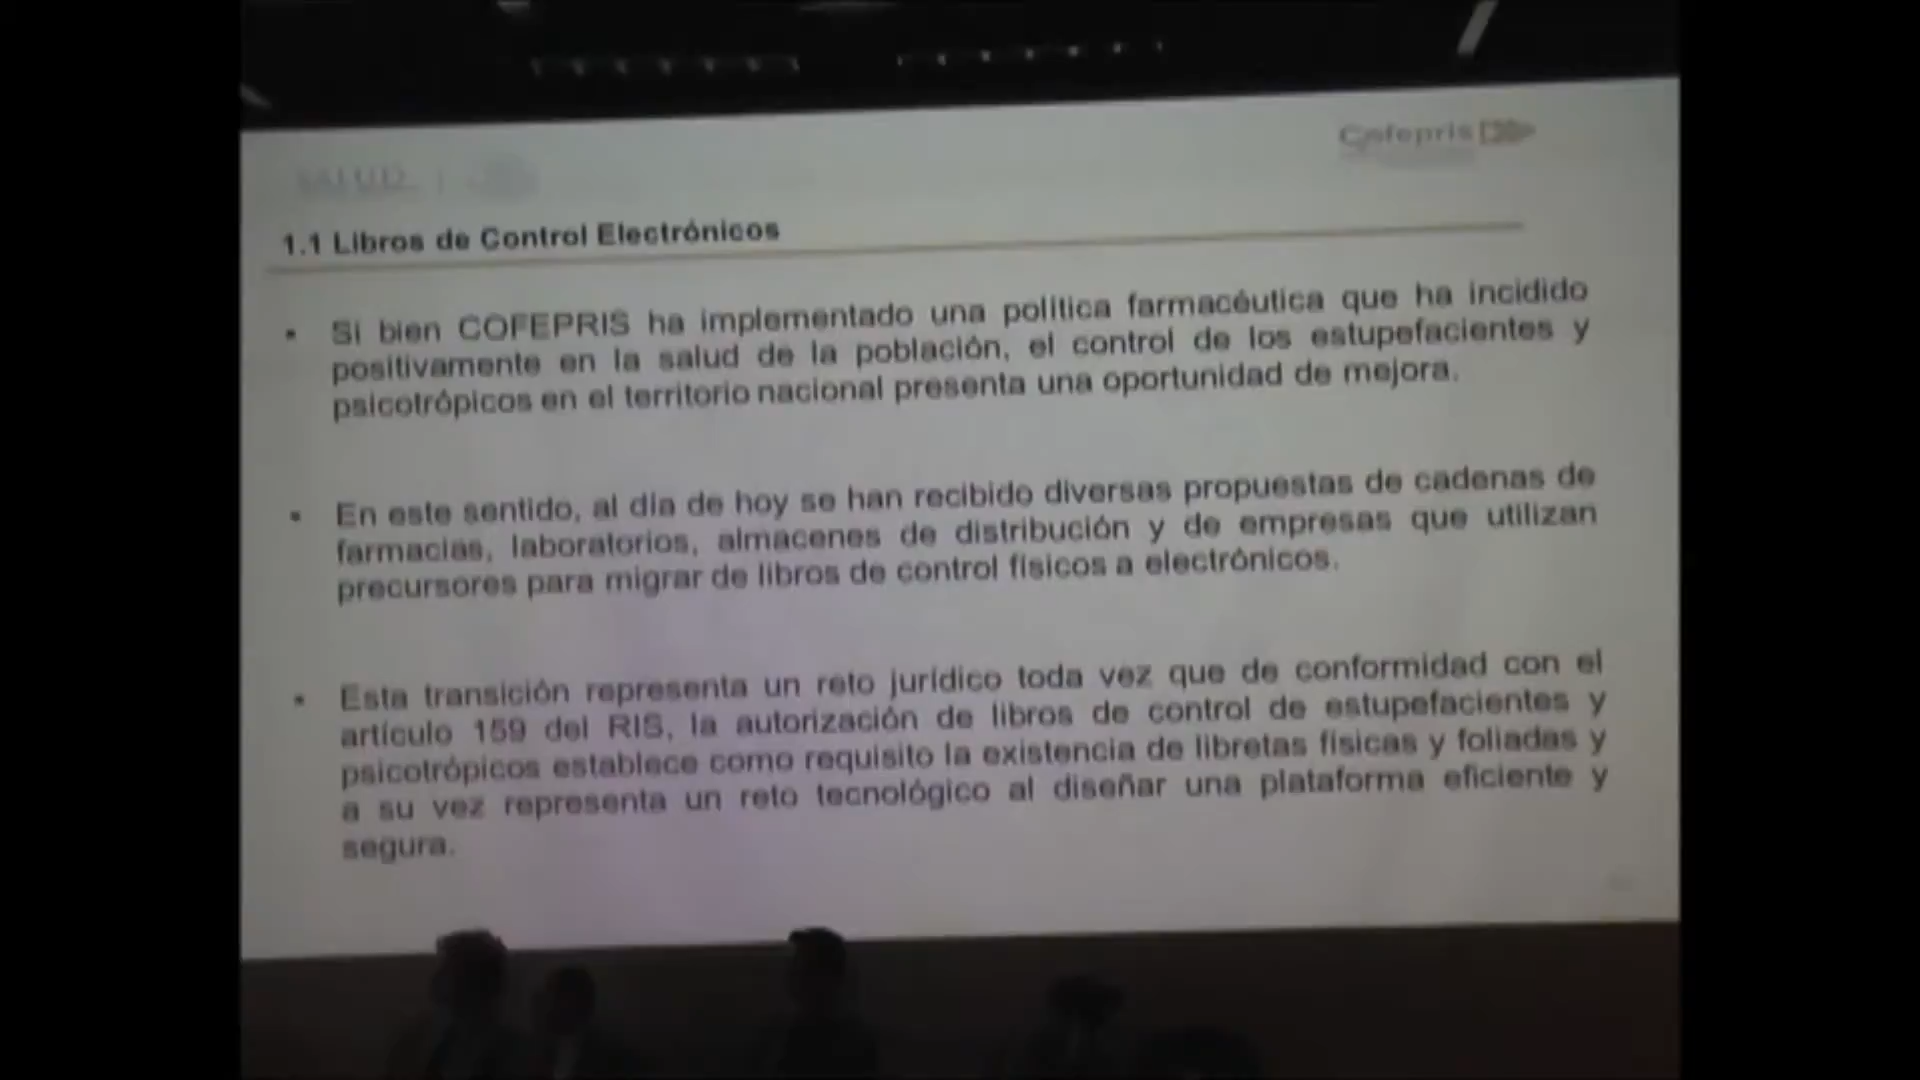 SALUD
Cofepris
1.1 Libros de Control Electrónicos
• Si bien COFEPRIS ha implementado una política farmacéutica que ha incidido
positivamente en la salud de la población, el control de los estupefacientes y
psicotrópicos en el territorio nacional presenta una oportunidad de mejora.
• En este sentido, al día de hoy se han recibido diversas propuestas de cadenas de
farmacias, laboratorios, almacenes de distribución y de empresas que utilizan
precursores para migrar de libros de control físicos a electrónicos.
• Esta transición representa un reto jurídico toda vez que de conformidad con el
artículo 159 del RIS, la autorización de libros de control de estupefacientes y
psicotrópicos establece como requisito la existencia de libretas físicas y foliadas y
a su vez representa un reto tecnológico al diseñar una plataforma eficiente y
segura.